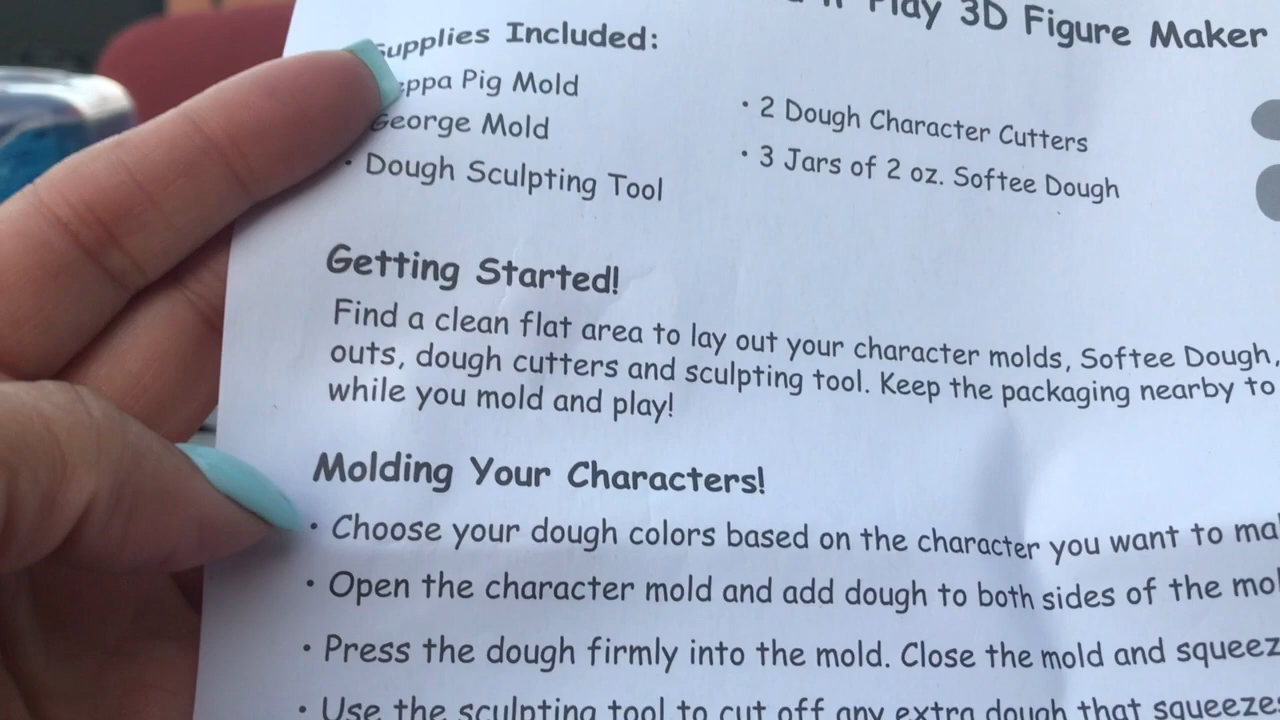 Play 3D Figure Maker
Supplies Included:
Peppa Pig Mold
George Mold
• Dough Sculpting Tool
• 2 Dough Character Cutters
• 3 Jars of 2 oz. Softee Dough
Getting Started!
Find a clean flat area to lay out your character molds, Softee Dough,
outs, dough cutters and sculpting tool. Keep the packaging nearby to
while you mold and play!
Molding Your Characters!
• Choose your dough colors based on the character you want to
• Open the character mold and add dough to both sides of the
• Press the dough firmly into the mold. Close the mold and
• Use the sculpting tool to cut off any extra dough that